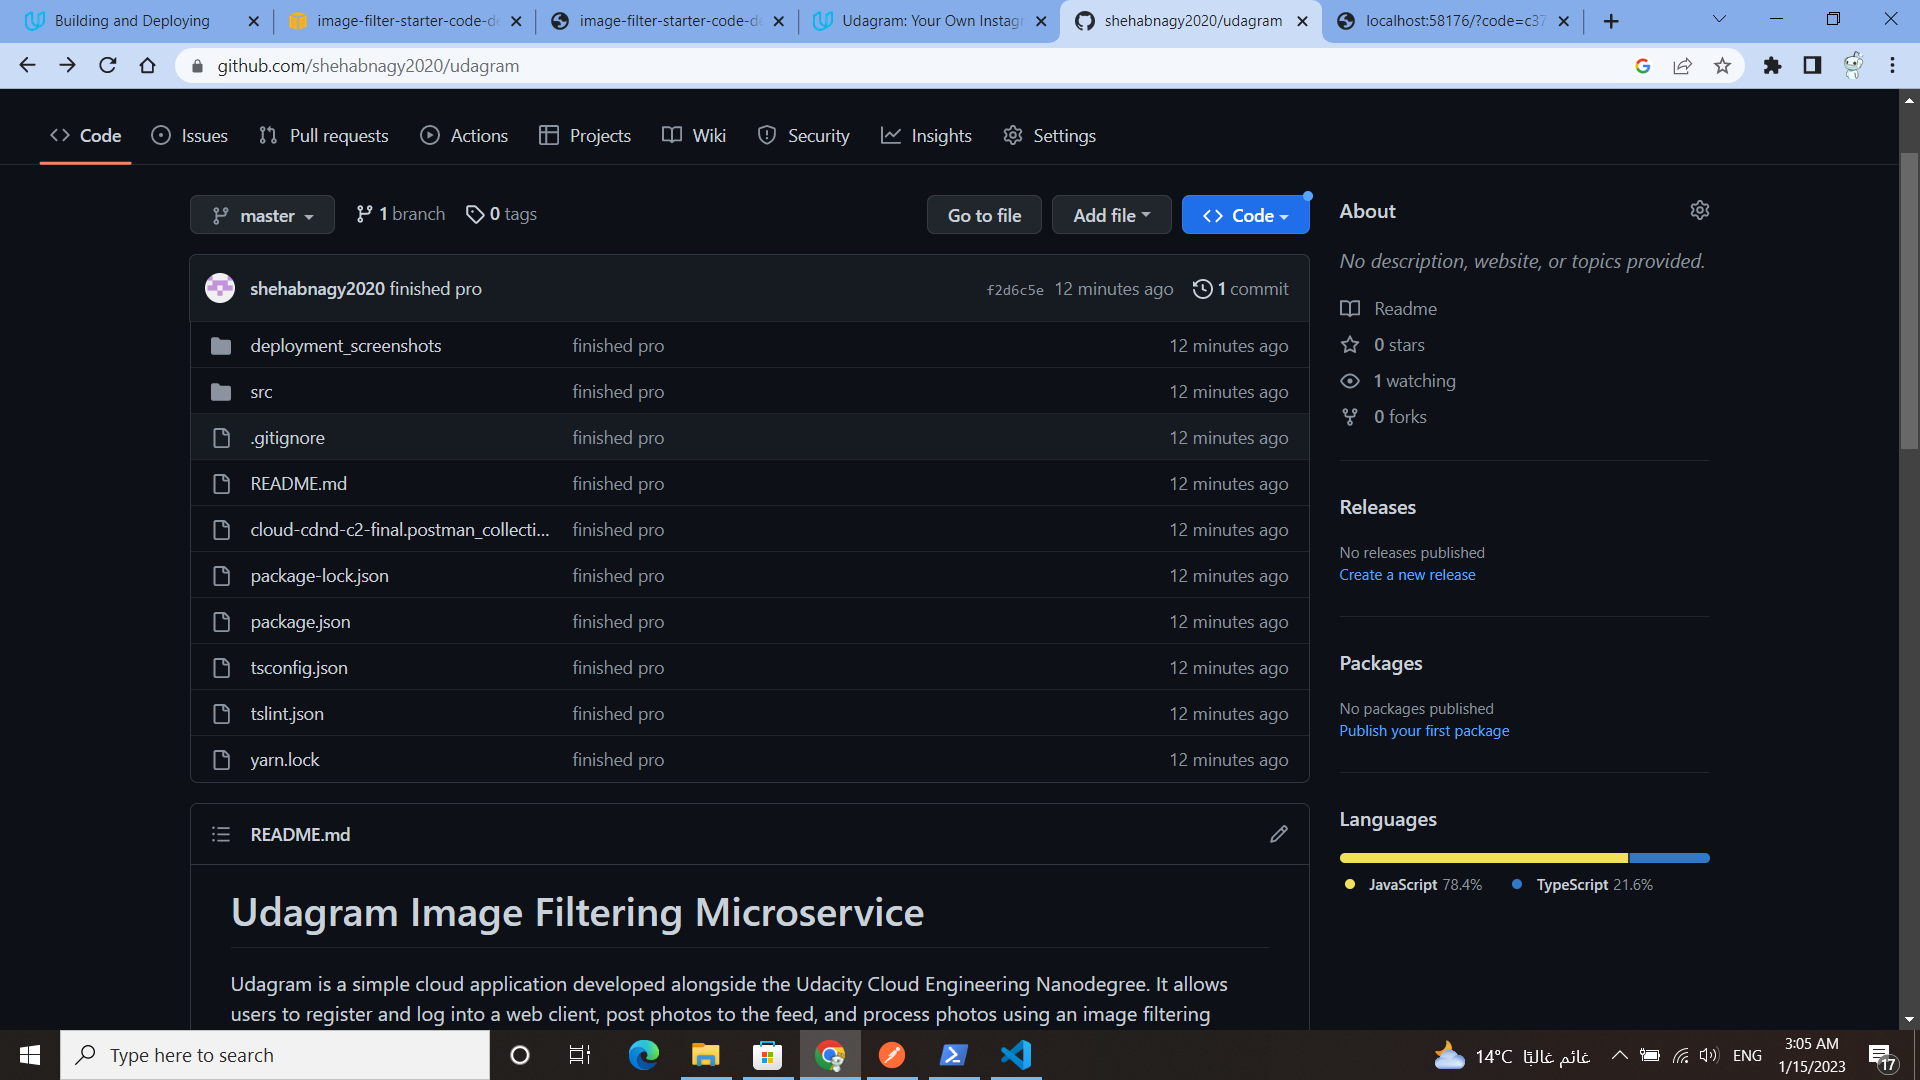 Building and Deploying
image-filter-starter-code-de
image-filter-starter-code-de
Udagram: Your Own Instag
shehabnagy2020/udagram
localhost:58176/?code=c37
github.com/shehabnagy2020/udagram
Code
Issues
Pull requests
Actions
Projects
Wiki
Security
Insights
Settings
master
1 branch
0 tags
Go to file
Add file
Code
About
No description, website, or topics provided.
Readme
0 stars
1 watching
0 forks
shehabnagy2020 finished pro
f2d6c5e 12 minutes ago
1 commit
deployment_screenshots finished pro 12 minutes ago
src finished pro 12 minutes ago
.gitignore finished pro 12 minutes ago
README.md finished pro 12 minutes ago
cloud-cdnd-c2-final.postman_collecti... finished pro 12 minutes ago
package-lock.json finished pro 12 minutes ago
package.json finished pro 12 minutes ago
tsconfig.json finished pro 12 minutes ago
tslint.json finished pro 12 minutes ago
yarn.lock finished pro 12 minutes ago
Releases
No releases published
Create a new release
Packages
No packages published
Publish your first package
Languages
JavaScript 78.4%
TypeScript 21.6%
README.md
Udagram Image Filtering Microservice
Udagram is a simple cloud application developed alongside the Udacity Cloud Engineering Nanodegree. It allows
users to register and log into a web client, post photos to the feed, and process photos using an image filtering
Type here to search
14°C غائم غالبًا
ENG
3:05 AM
1/15/2023
17